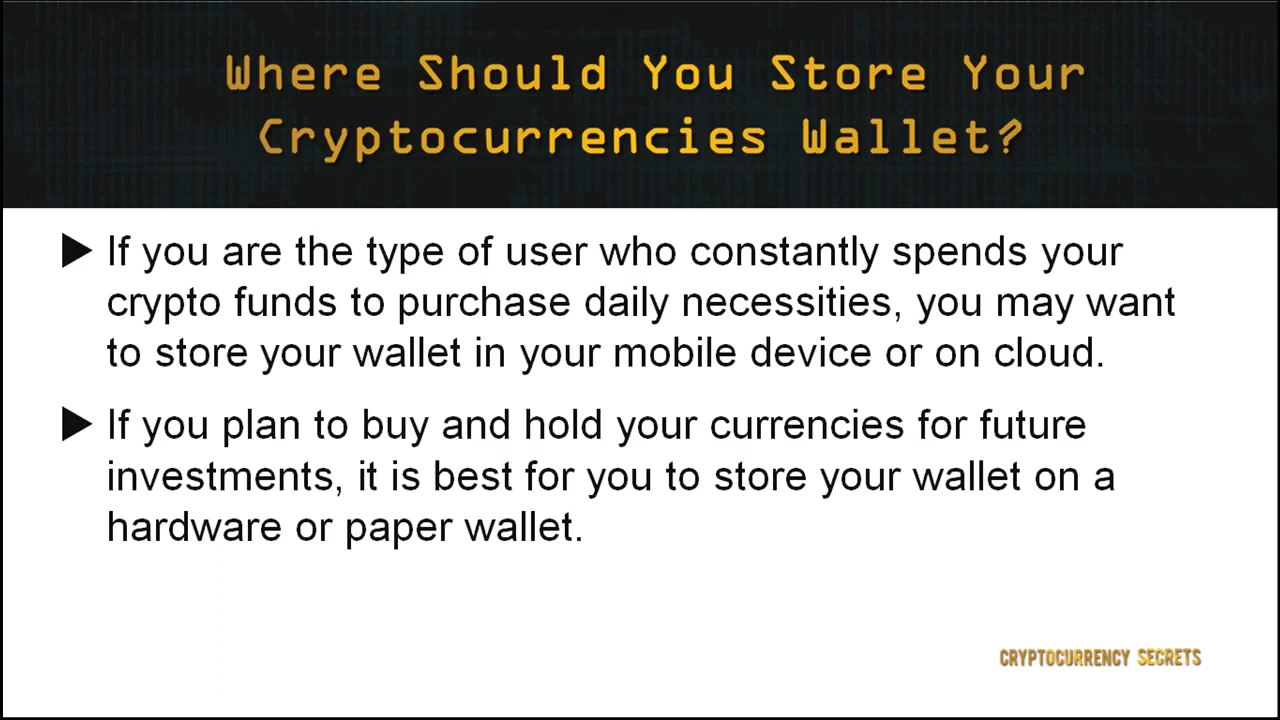 Where Should You Store Your
Cryptocurrencies Wallet?
If you are the type of user who constantly spends your
crypto funds to purchase daily necessities, you may want
to store your wallet in your mobile device or on cloud.
If you plan to buy and hold your currencies for future
investments, it is best for you to store your wallet on a
hardware or paper wallet.
CRYPTOCURRENCY SECRETS